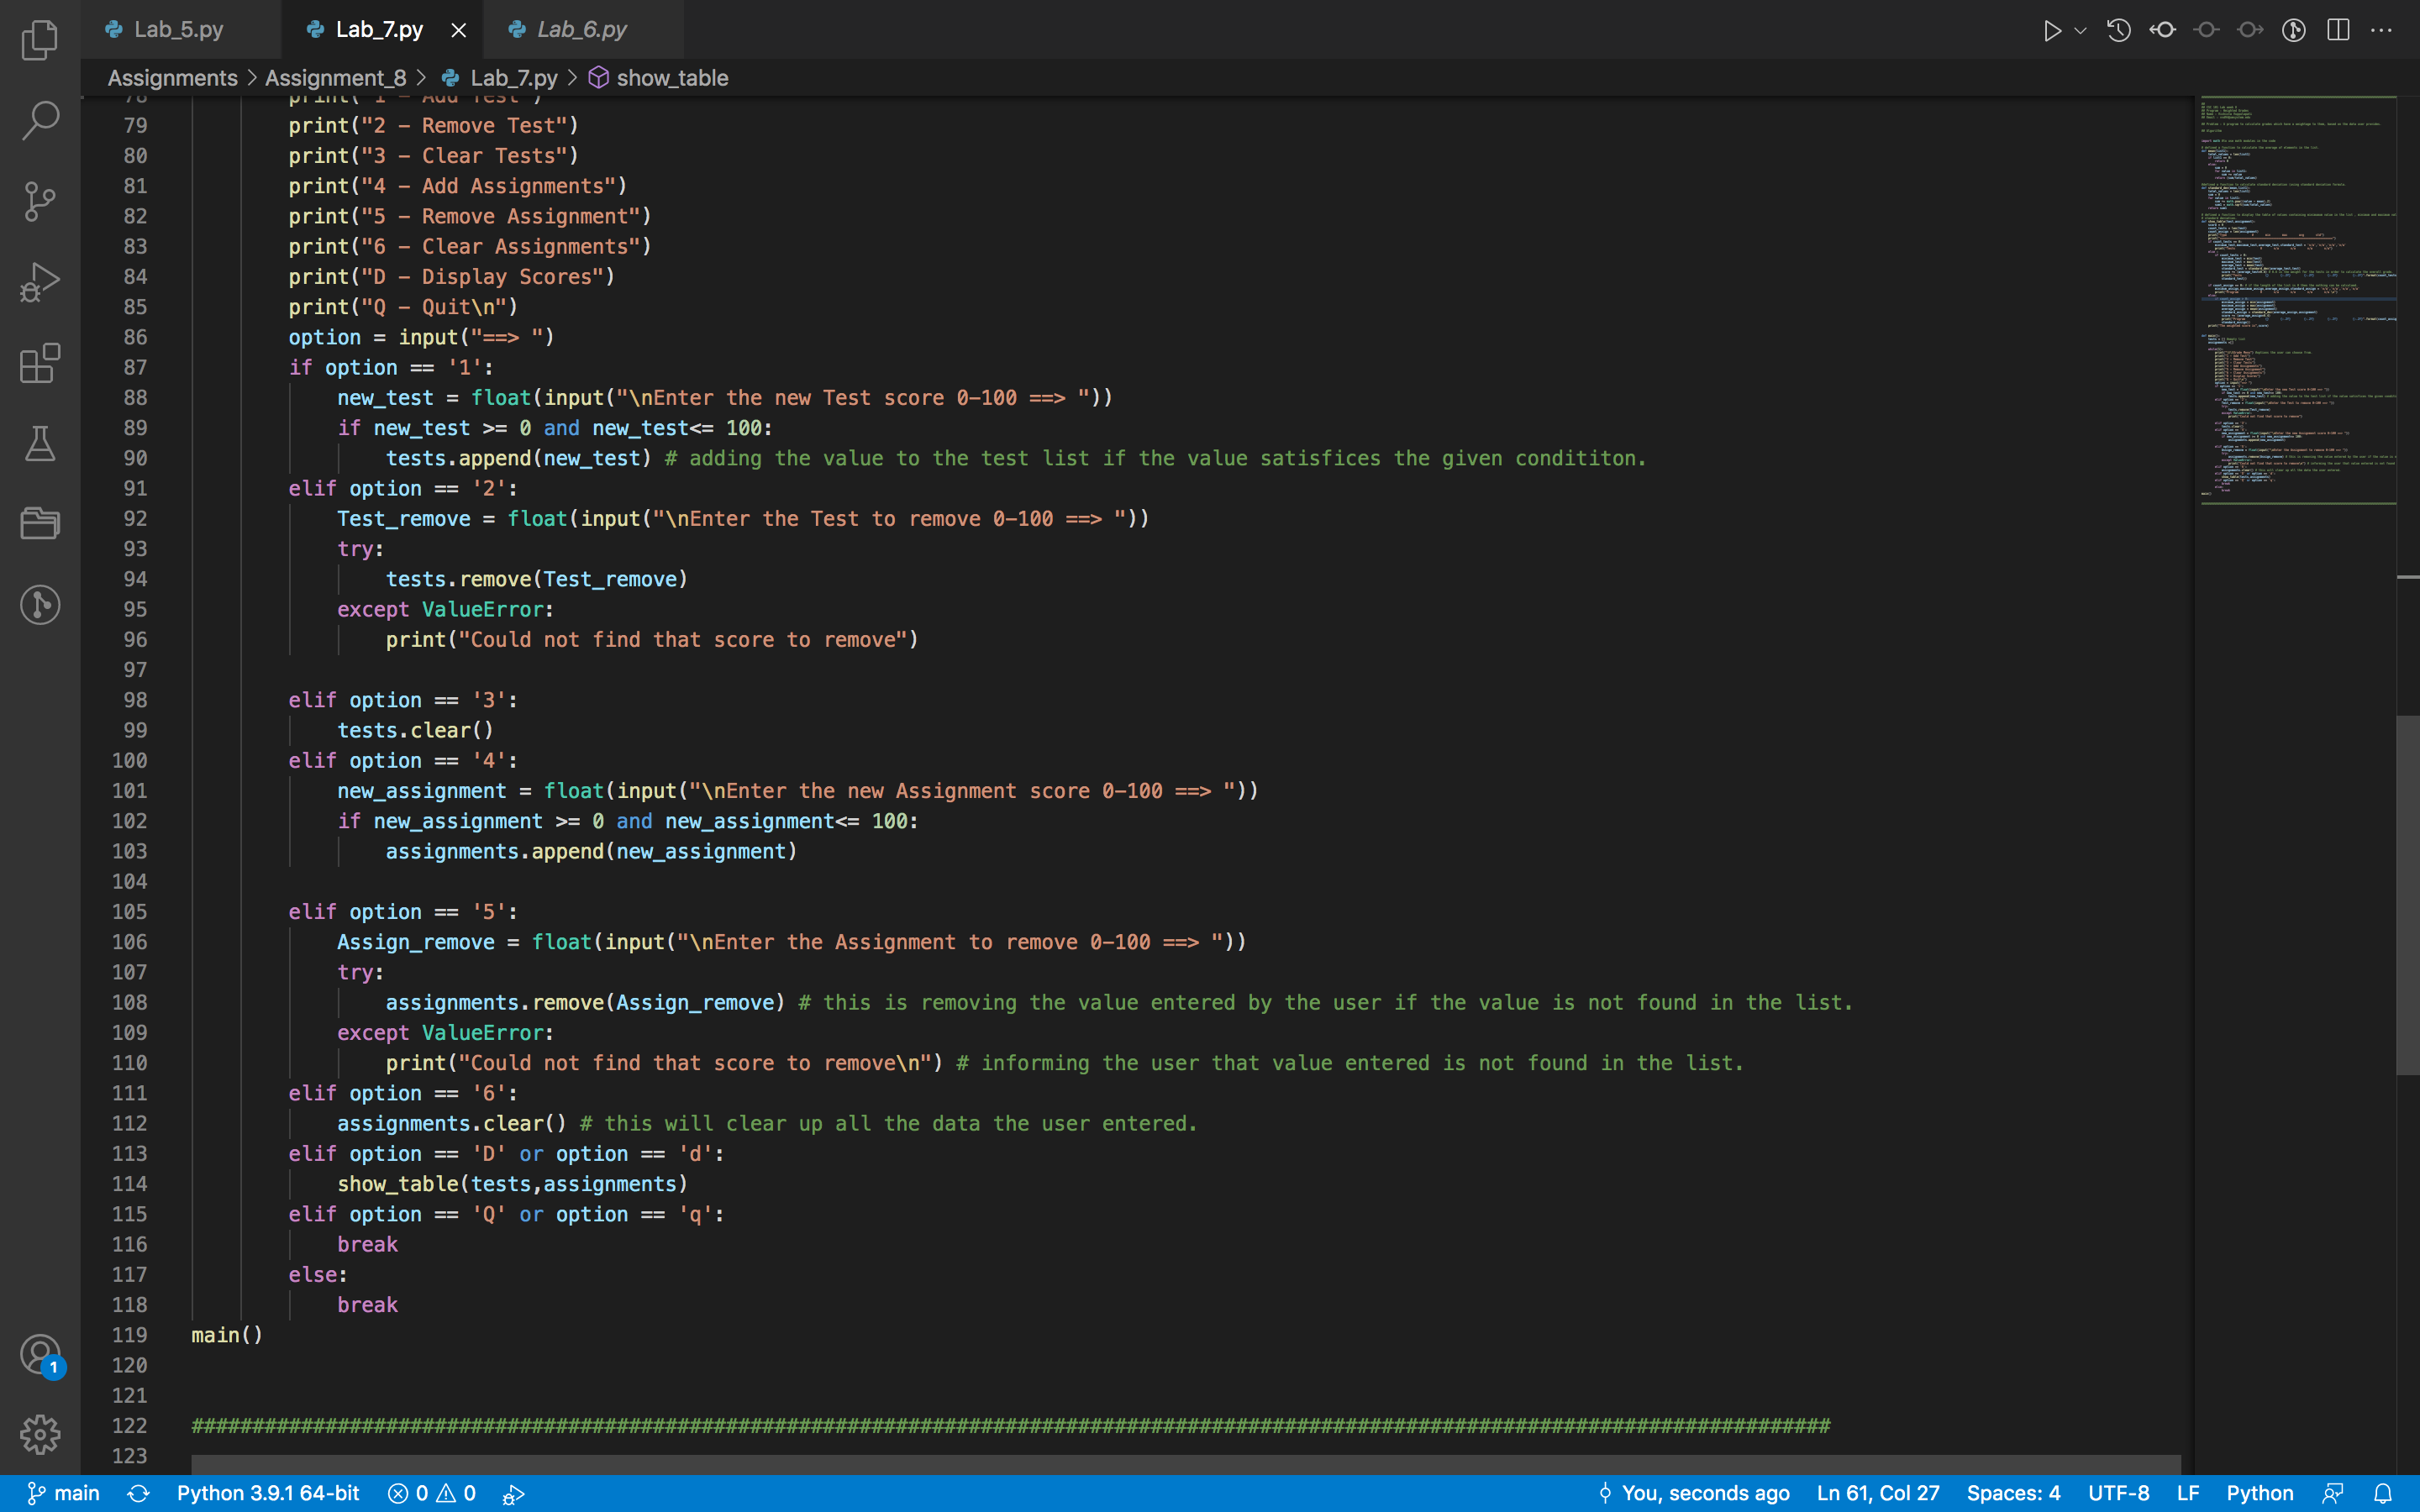 Lab_5.py
Lab_7.py
Lab_6.py
Assignments > Assignment_8 > Lab_7.py > show_table
78 print("1 – Add Test")
79 print("2 – Remove Test")
80 print("3 – Clear Tests")
81 print("4 – Add Assignments")
82 print("5 – Remove Assignment")
83 print("6 – Clear Assignments")
84 print("D – Display Scores")
85 print("Q – Quit\n")
86 option = input("==> ")
87 if option == '1':
88 new_test = float(input("\nEnter the new Test score 0–100 ==> "))
89 if new_test >= 0 and new_test<= 100:
90 tests.append(new_test) # adding the value to the test list if the value satisfices the given condititon.
91 elif option == '2':
92 Test_remove = float(input("\nEnter the Test to remove 0–100 ==> "))
93 try:
94 tests.remove(Test_remove)
95 except ValueError:
96 print("Could not find that score to remove")
97
98 elif option == '3':
99 tests.clear()
100 elif option == '4':
101 new_assignment = float(input("\nEnter the new Assignment score 0–100 ==> "))
102 if new_assignment >= 0 and new_assignment<= 100:
103 assignments.append(new_assignment)
104
105 elif option == '5':
106 Assign_remove = float(input("\nEnter the Assignment to remove 0–100 ==> "))
107 try:
108 assignments.remove(Assign_remove) # this is removing the value entered by the user if the value is not found in the list.
109 except ValueError:
110 print("Could not find that score to remove\n") # informing the user that value entered is not found in the list.
111 elif option == '6':
112 assignments.clear() # this will clear up all the data the user entered.
113 elif option == 'D' or option == 'd':
114 show_table(tests,assignments)
115 elif option == 'Q' or option == 'q':
116 break
117 else:
118 break
119 main()
120
121
122 #######################################################################################################################################
123
1
main Python 3.9.1 64-bit 0 0 You, seconds ago Ln 61, Col 27 Spaces: 4 UTF-8 LF Python